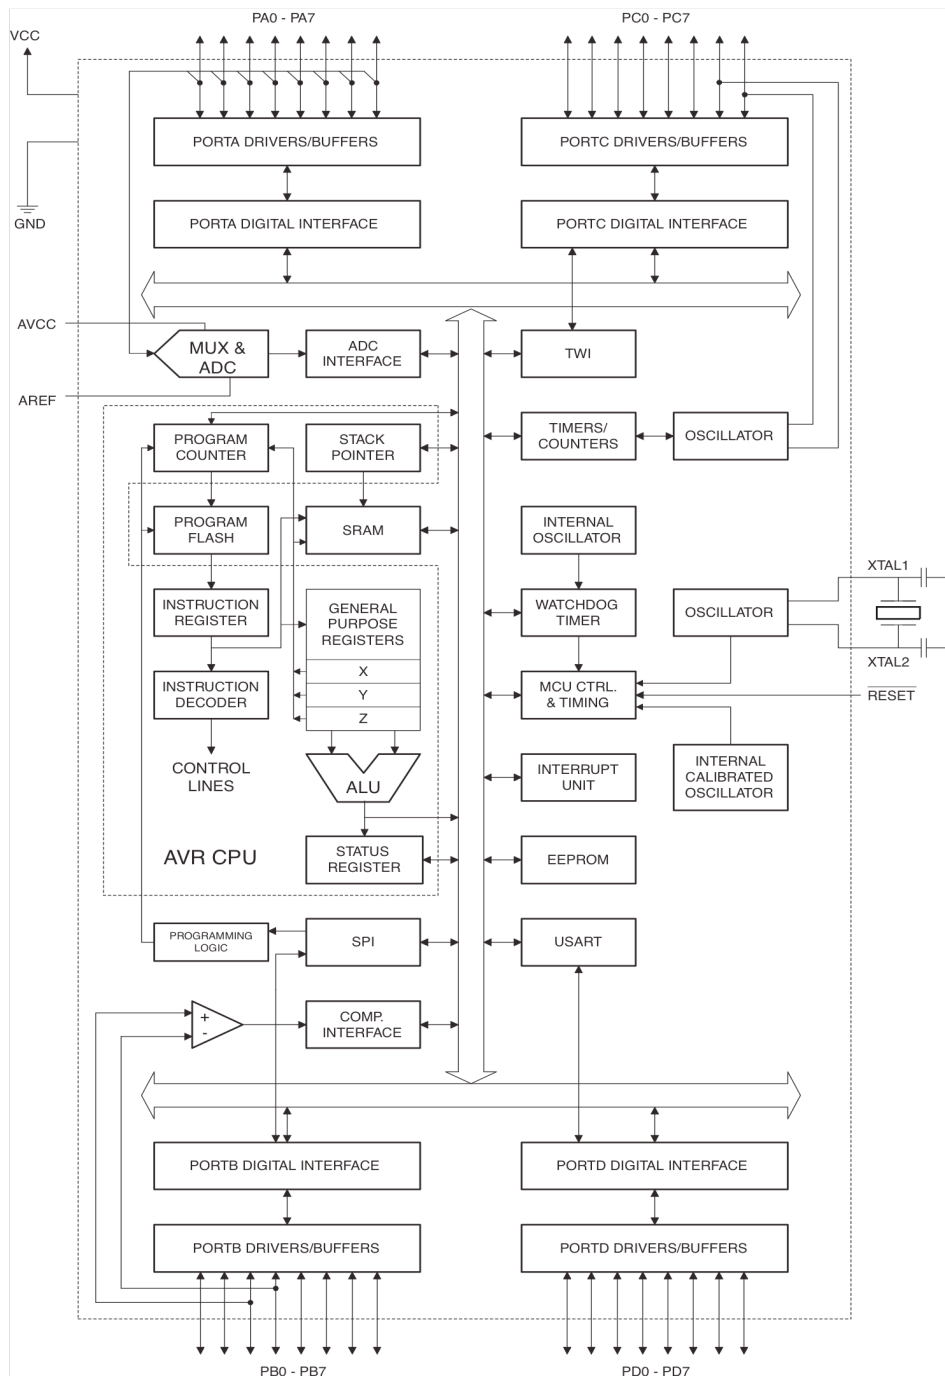 PA0 - PA7
PC0 - PC7
VCC
PORTA DRIVERS/BUFFERS
PORTC DRIVERS/BUFFERS
PORTA DIGITAL INTERFACE
PORTC DIGITAL INTERFACE
GND
AVCC
MUX &
ADC
ADC
INTERFACE
TWI
AREF
PROGRAM
COUNTER
STACK
POINTER
TIMERS/
COUNTERS
OSCILLATOR
PROGRAM
FLASH
SRAM
INTERNAL
OSCILLATOR
XTAL1
INSTRUCTION
REGISTER
GENERAL
PURPOSE
REGISTERS
WATCHDOG
TIMER
OSCILLATOR
XTAL2
X
Y
Z
INSTRUCTION
DECODER
MCU CTRL.
& TIMING
RESET
CONTROL
LINES
ALU
INTERRUPT
UNIT
INTERNAL
CALIBRATED
OSCILLATOR
AVR CPU
STATUS
REGISTER
EEPROM
PROGRAMMING
LOGIC
SPI
USART
+
-
COMP.
INTERFACE
PORTB DIGITAL INTERFACE
PORTD DIGITAL INTERFACE
PORTB DRIVERS/BUFFERS
PORTD DRIVERS/BUFFERS
PB0 - PB7
PD0 - PD7